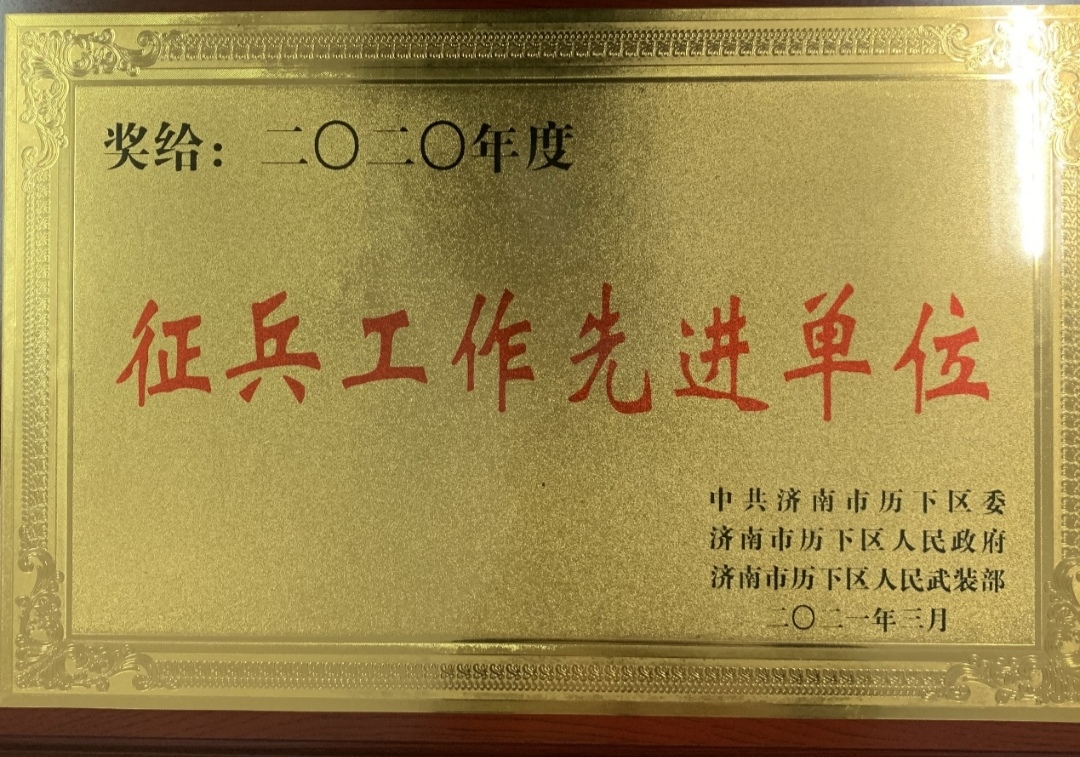 奖给：二〇二〇年度
征兵工作先进单位
中共济南市历下区委
济南市历下区人民政府
济南市历下区人民武装部
二〇二一年三月